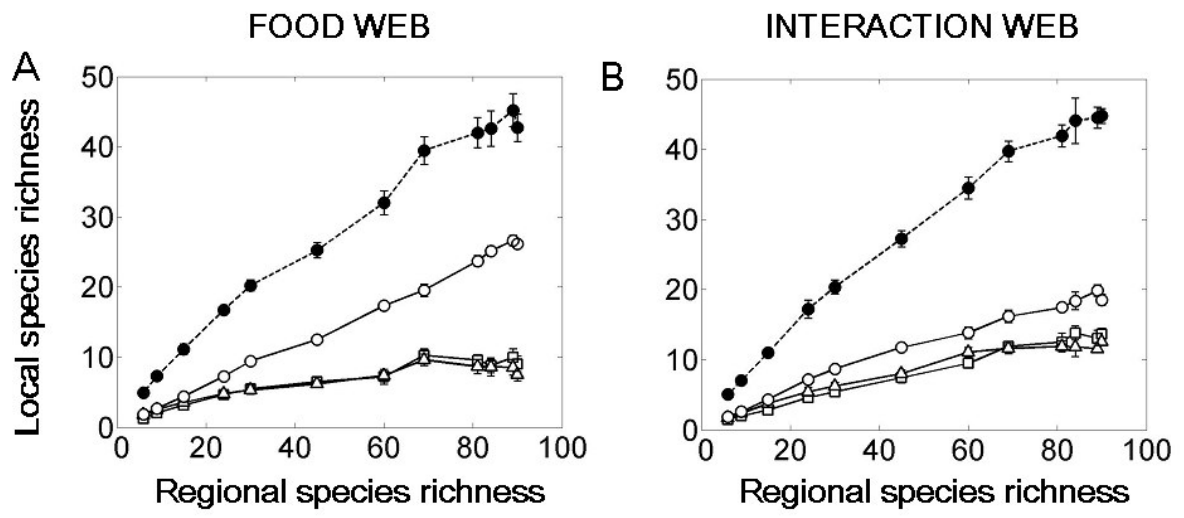 FOOD WEB
INTERACTION WEB
A
B
Local species richness
50
40
30
20
10
0
0 20 40 60 80 100
Regional species richness
50
40
30
20
10
0
0 20 40 60 80 100
Regional species richness